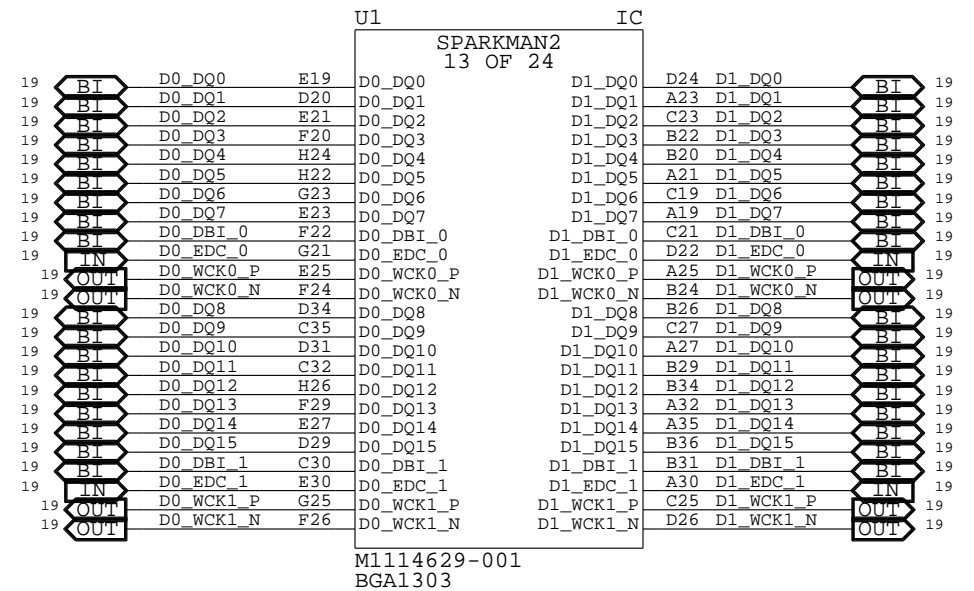 U1 IC
SPARKMAN2
13 OF 24
19 BI D0_DQ0 E19 D0_DQ0 D1_DQ0 D24 D1_DQ0 BI 19
19 BI D0_DQ1 D20 D0_DQ1 D1_DQ1 A23 D1_DQ1 BI 19
19 BI D0_DQ2 E21 D0_DQ2 D1_DQ2 C23 D1_DQ2 BI 19
19 BI D0_DQ3 F20 D0_DQ3 D1_DQ3 B22 D1_DQ3 BI 19
19 BI D0_DQ4 H24 D0_DQ4 D1_DQ4 B20 D1_DQ4 BI 19
19 BI D0_DQ5 H22 D0_DQ5 D1_DQ5 A21 D1_DQ5 BI 19
19 BI D0_DQ6 G23 D0_DQ6 D1_DQ6 C19 D1_DQ6 BI 19
19 BI D0_DQ7 E23 D0_DQ7 D1_DQ7 A19 D1_DQ7 BI 19
19 BI D0_DBI_0 F22 D0_DBI_0 D1_DBI_0 C21 D1_DBI_0 BI 19
19 IN D0_EDC_0 G21 D0_EDC_0 D1_EDC_0 D22 D1_EDC_0 IN 19
19 OUT D0_WCK0_P E25 D0_WCK0_P D1_WCK0_P A25 D1_WCK0_P OUT 19
19 OUT D0_WCK0_N F24 D0_WCK0_N D1_WCK0_N B24 D1_WCK0_N OUT 19
19 BI D0_DQ8 D34 D0_DQ8 D1_DQ8 B26 D1_DQ8 BI 19
19 BI D0_DQ9 C35 D0_DQ9 D1_DQ9 C27 D1_DQ9 BI 19
19 BI D0_DQ10 D31 D0_DQ10 D1_DQ10 A27 D1_DQ10 BI 19
19 BI D0_DQ11 C32 D0_DQ11 D1_DQ11 B29 D1_DQ11 BI 19
19 BI D0_DQ12 H26 D0_DQ12 D1_DQ12 B34 D1_DQ12 BI 19
19 BI D0_DQ13 F29 D0_DQ13 D1_DQ13 A32 D1_DQ13 BI 19
19 BI D0_DQ14 E27 D0_DQ14 D1_DQ14 A35 D1_DQ14 BI 19
19 BI D0_DQ15 D29 D0_DQ15 D1_DQ15 B36 D1_DQ15 BI 19
19 BI D0_DBI_1 C30 D0_DBI_1 D1_DBI_1 B31 D1_DBI_1 BI 19
19 IN D0_EDC_1 E30 D0_EDC_1 D1_EDC_1 A30 D1_EDC_1 IN 19
19 OUT D0_WCK1_P G25 D0_WCK1_P D1_WCK1_P C25 D1_WCK1_P OUT 19
19 OUT D0_WCK1_N F26 D0_WCK1_N D1_WCK1_N D26 D1_WCK1_N OUT 19
M1114629-001
BGA1303